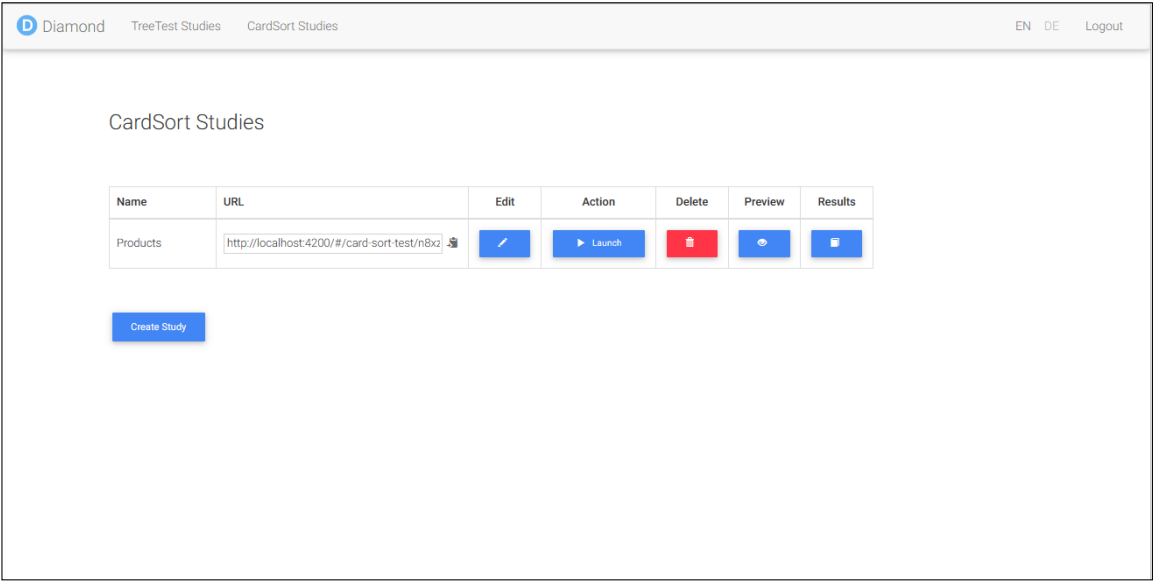 D Diamond TreeTest Studies CardSort Studies EN DE Logout
CardSort Studies
Name URL Edit Action Delete Preview Results
Products http://localhost:4200/#/card-sort-test/n8xz Launch
Create Study